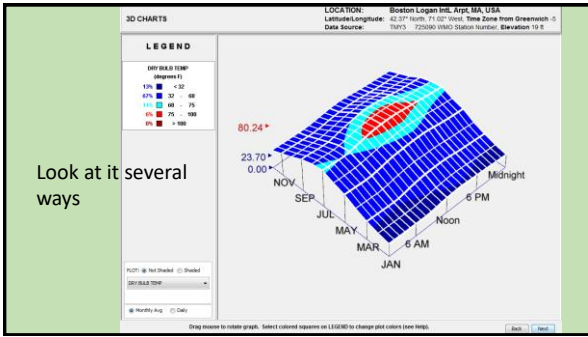 3D CHARTS
LOCATION: Boston Logan IntL Arpt, MA, USA
Latitude/Longitude: 42.37° North, 71.02° West, Time Zone from Greenwich -5
Data Source: TMY3 725090 WMO Station Number, Elevation 19 ft
LEGEND
DRY BULB TEMP
(degrees F)
13% < 32
67% 32 - 60
14% 60 - 75
6% 75 - 100
0% > 100
80.24
23.70
0.00
NOV
SEP
JUL
MAY
MAR
JAN
6 AM
Noon
6 PM
Midnight
Look at it several
ways
PLOT: Not Shaded Shaded
DRY BULB TEMP
Monthly Avg Daily
Drag mouse to rotate graph. Select colored squares on LEGEND to change plot colors (see Help).
Back Next